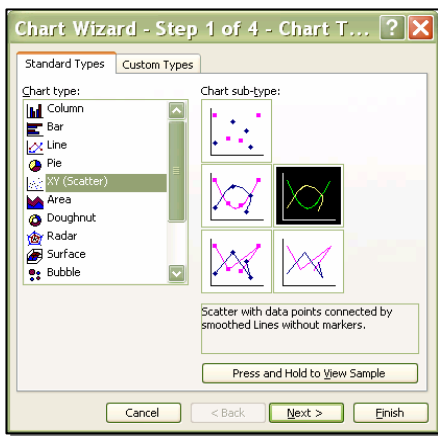 Chart Wizard - Step 1 of 4 - Chart T...
Standard Types
Custom Types
Chart type:
Column
Bar
Line
Pie
XY (Scatter)
Area
Doughnut
Radar
Surface
Bubble
Chart sub-type:
Scatter with data points connected by
smoothed Lines without markers.
Press and Hold to View Sample
Cancel
< Back
Next >
Finish